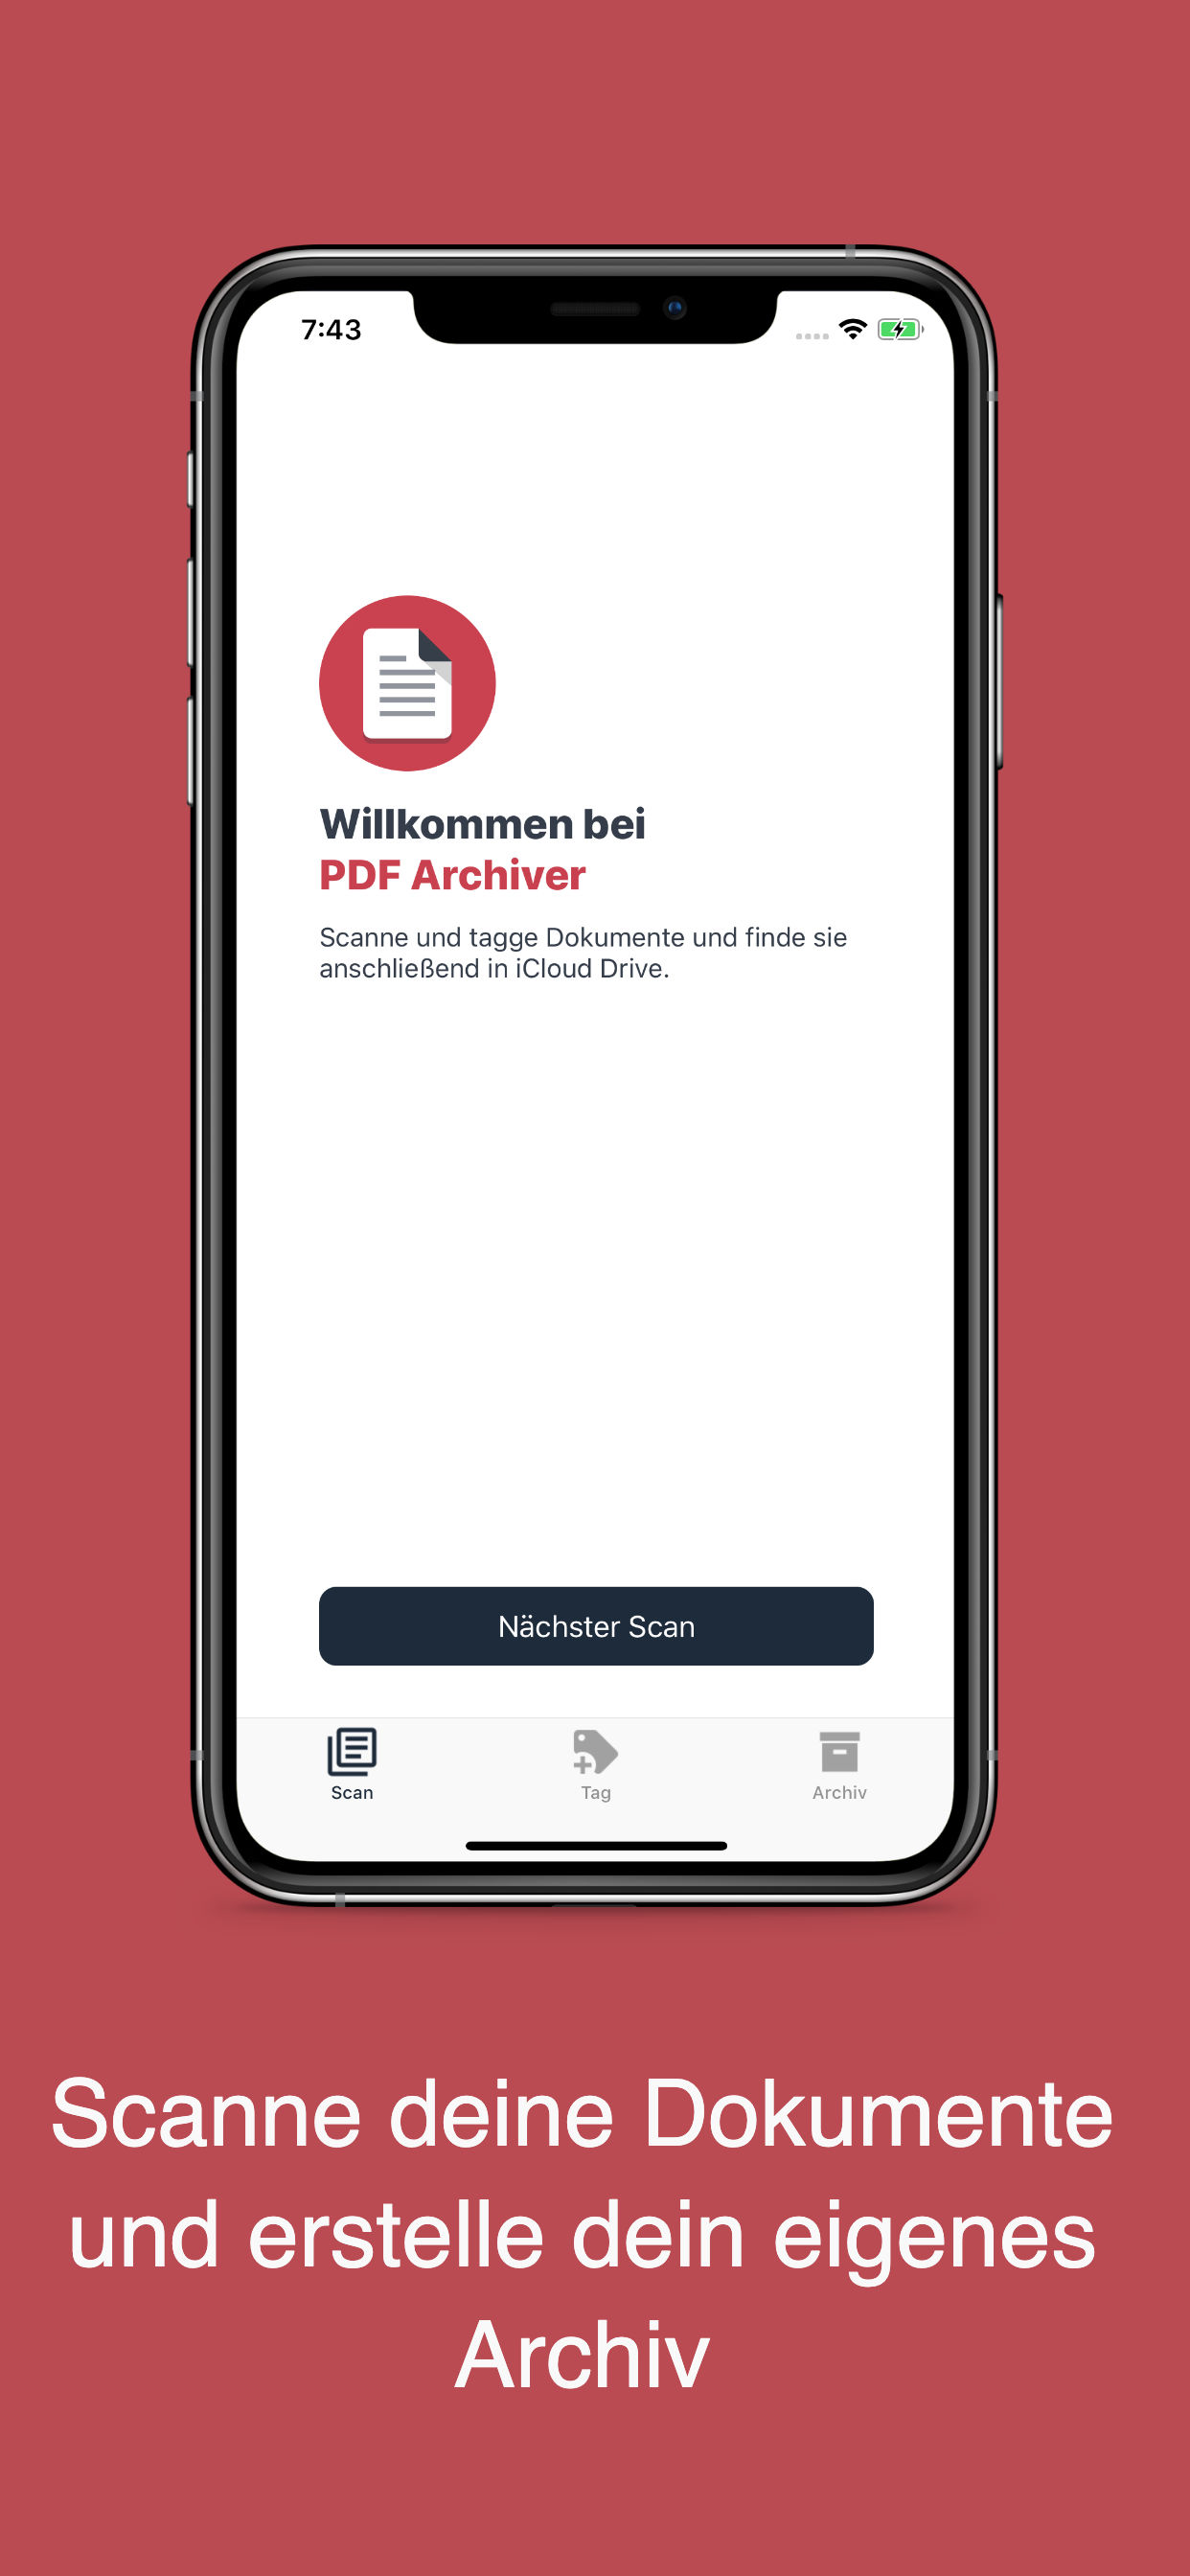 7:43
Willkommen bei
PDF Archiver
Scanne und tagge Dokumente und finde sie
anschließend in iCloud Drive.
Nächster Scan
Scan
Tag
Archiv
Scanne deine Dokumente
und erstelle dein eigenes
Archiv